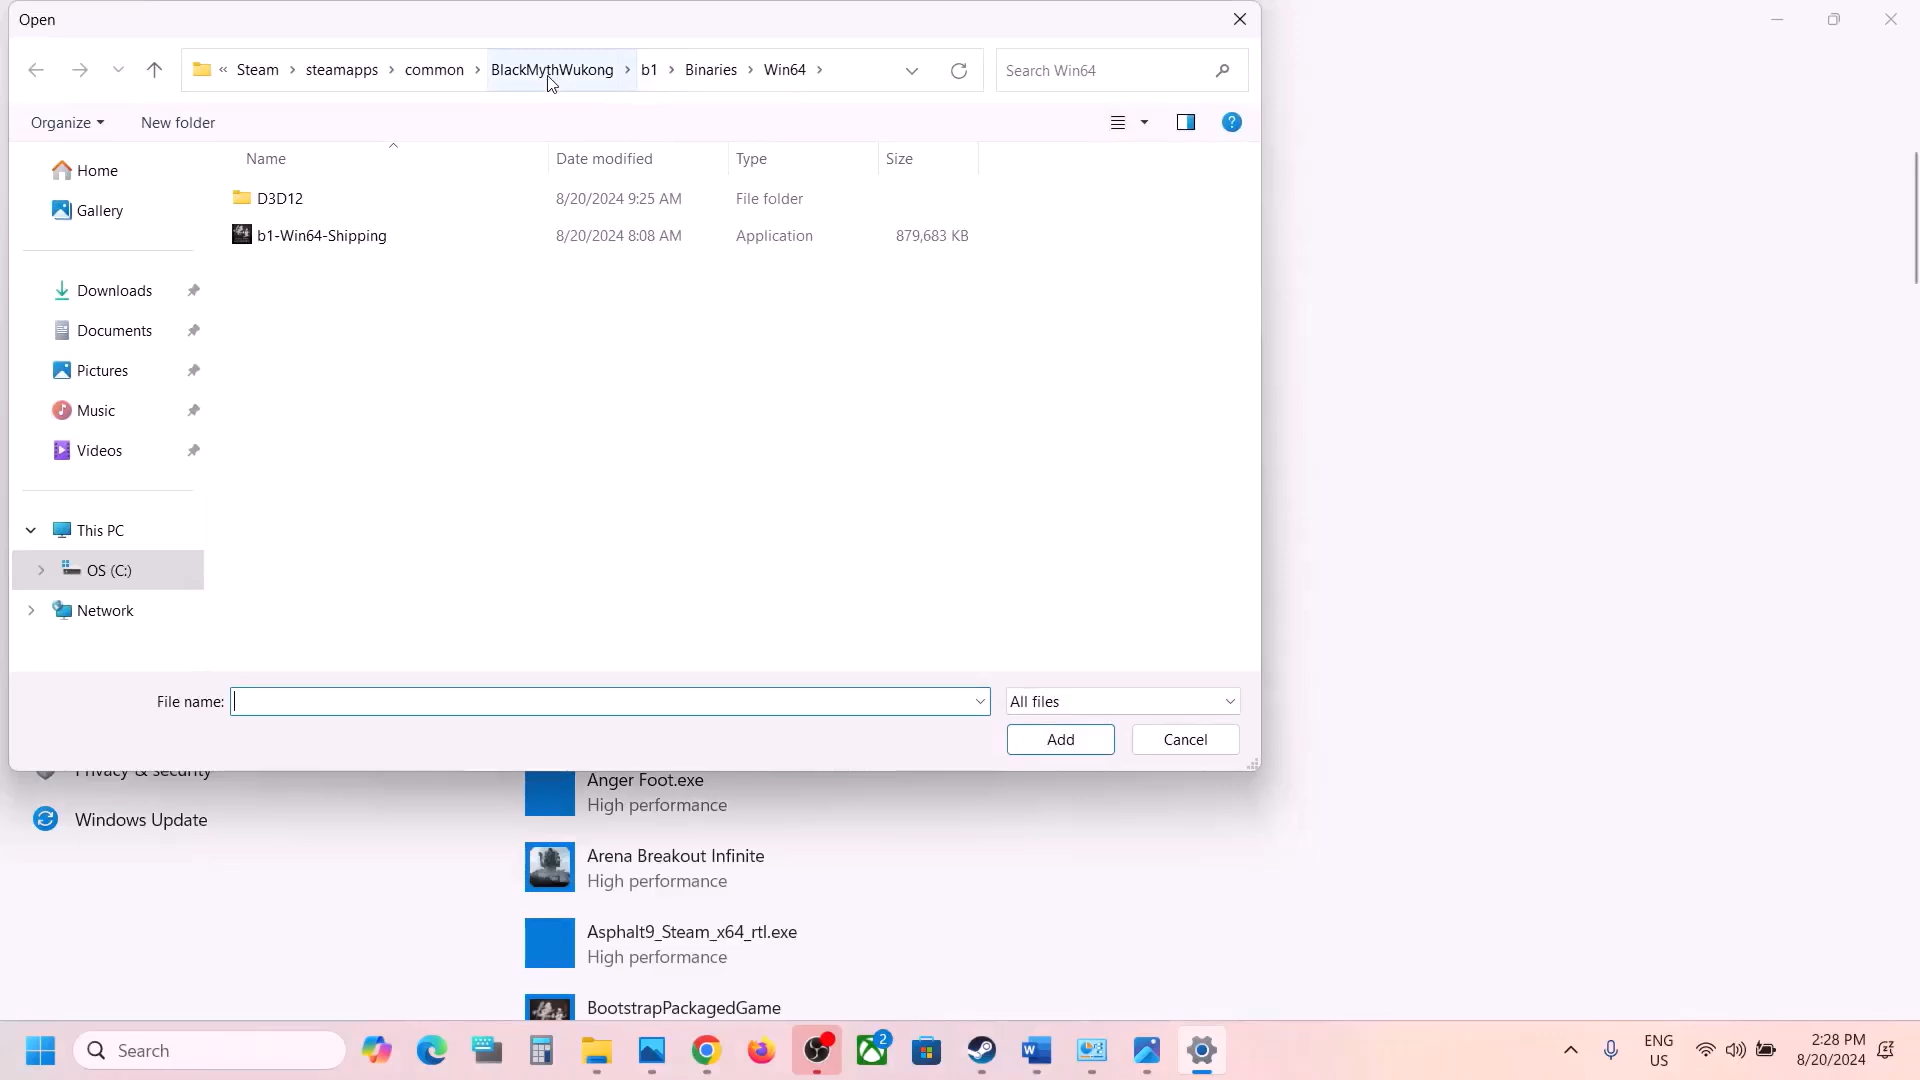 Open
« Steam > steamapps > common > BlackMythWukong > b1 > Binaries > Win64 >
Search Win64
Organize
New folder
?
Name
Date modified
Type
Size
D3D12
8/20/2024 9:25 AM
File folder
b1-Win64-Shipping
8/20/2024 8:08 AM
Application
879,683 KB
Home
Gallery
Downloads
Documents
Pictures
Music
Videos
This PC
OS (C:)
Network
File name:
All files
Add
Cancel
Privacy & security
Windows Update
Anger Foot.exe
High performance
Arena Breakout Infinite
High performance
Asphalt9_Steam_x64_rtl.exe
High performance
BootstrapPackagedGame
Search
2
ENG
US
2:28 PM
8/20/2024